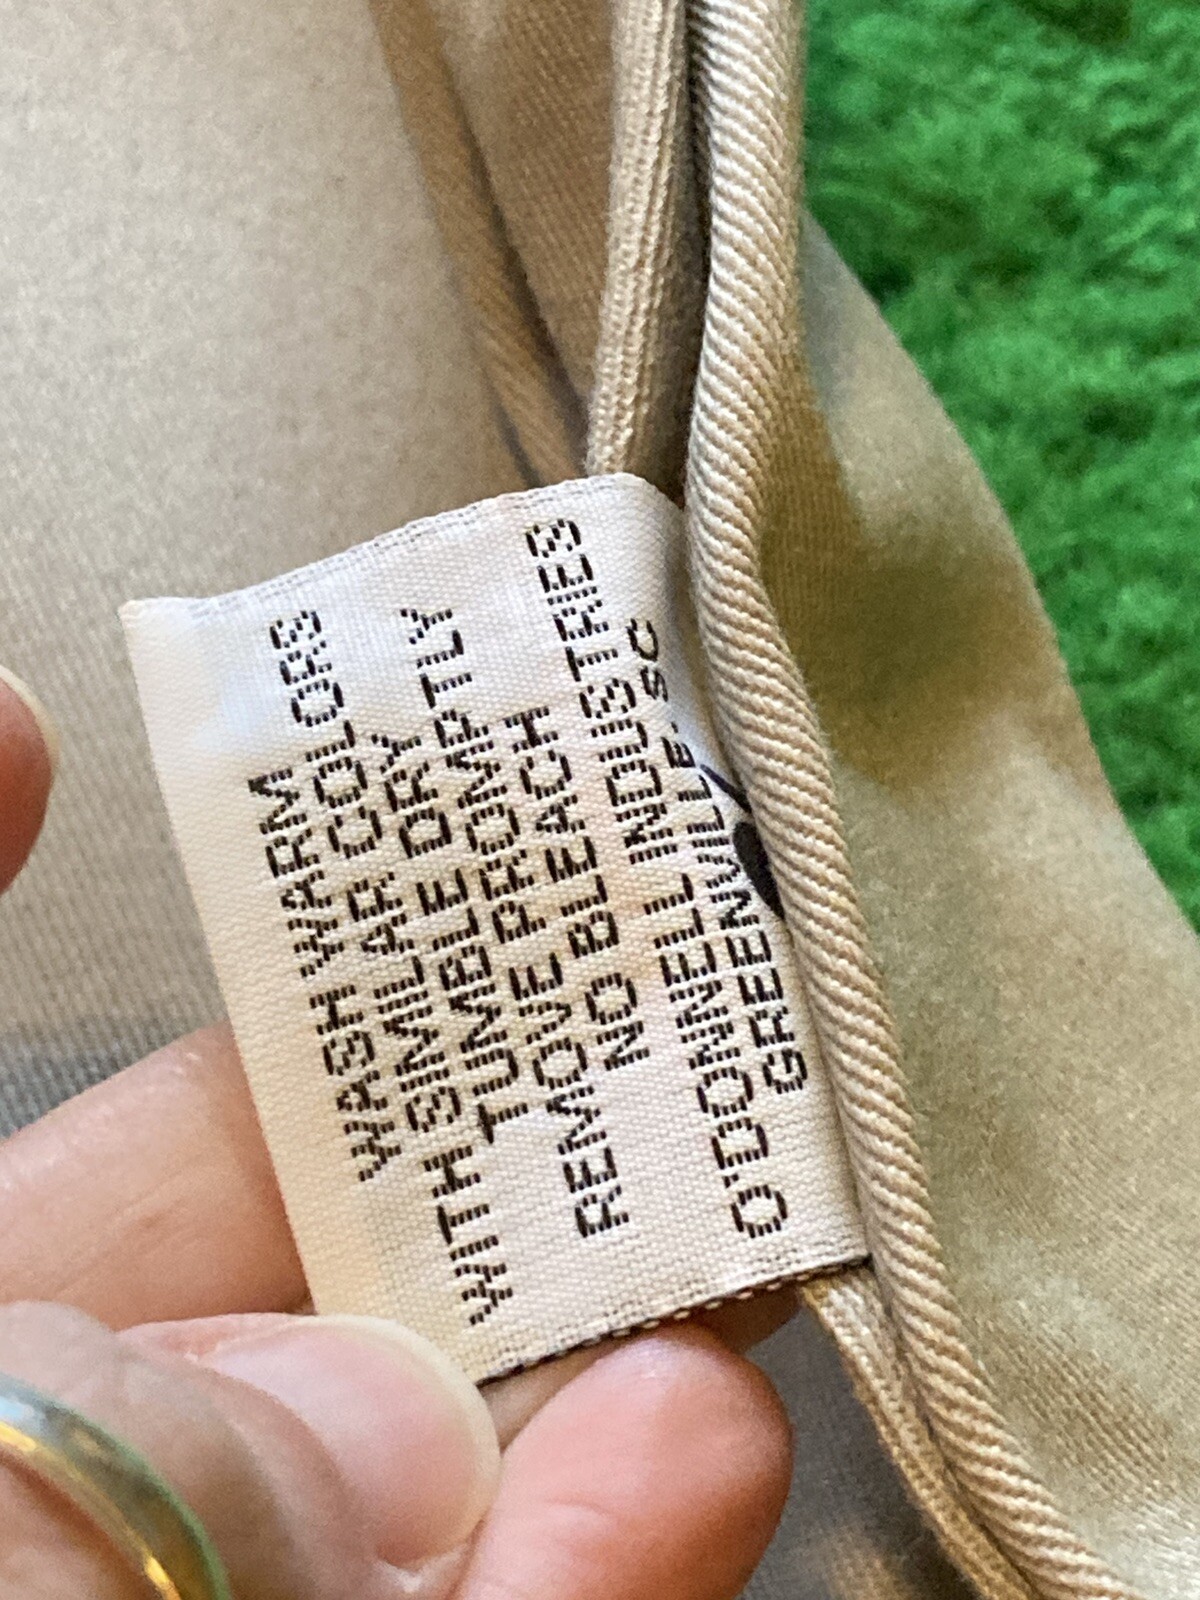 WASH WARM
WITH SIMILAR COLORS
TUMBLE DRY
REMOVE PROMPTLY
NO BLEACH
O'DONNELL INDUSTRIES
GREENVILLE SC